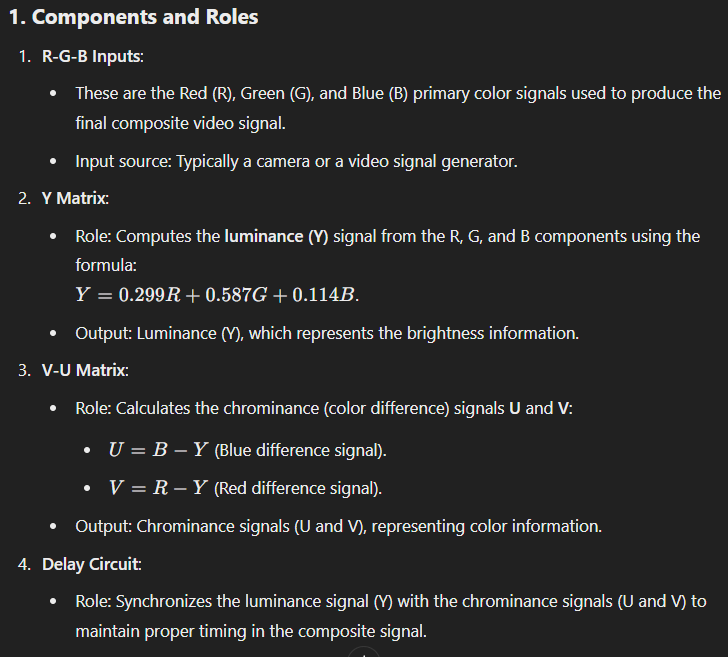 1. Components and Roles
1. R-G-B Inputs:
• These are the Red (R), Green (G), and Blue (B) primary color signals used to produce the
final composite video signal.
• Input source: Typically a camera or a video signal generator.
2. Y Matrix:
• Role: Computes the luminance (Y) signal from the R, G, and B components using the
formula:
Y = 0.299R + 0.587G + 0.114B.
• Output: Luminance (Y), which represents the brightness information.
3. V-U Matrix:
• Role: Calculates the chrominance (color difference) signals U and V:
• U = B − Y (Blue difference signal).
• V = R − Y (Red difference signal).
• Output: Chrominance signals (U and V), representing color information.
4. Delay Circuit:
• Role: Synchronizes the luminance signal (Y) with the chrominance signals (U and V) to
maintain proper timing in the composite signal.